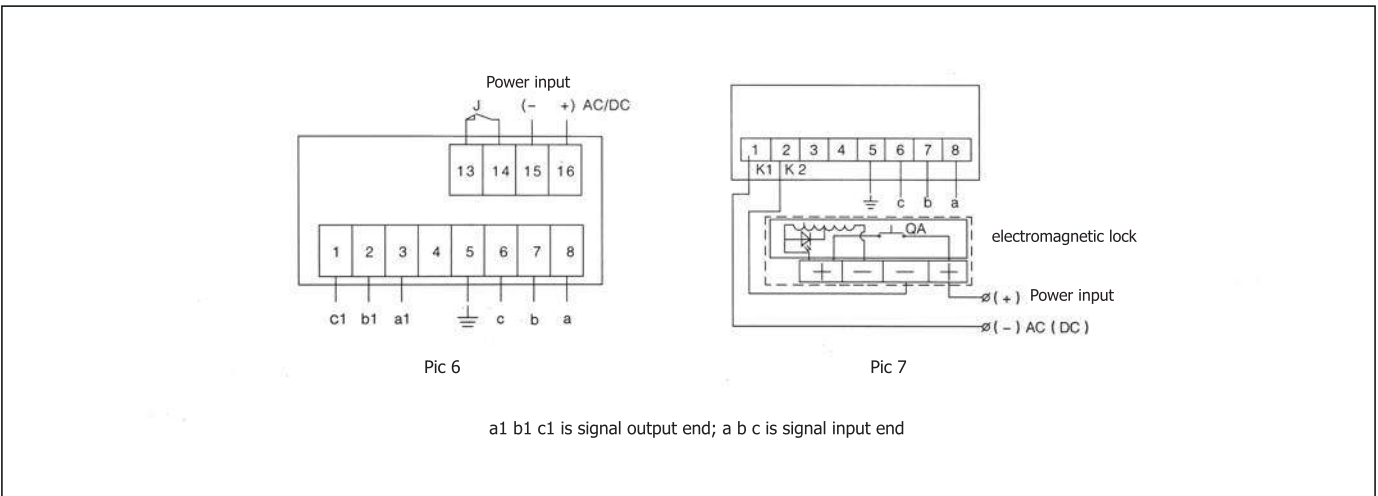 Power input
J (- +) AC/DC
13 14 15 16
1 2 3 4 5 6 7 8
c1 b1 a1 c b a
Pic 6
1 2 3 4 5 6 7 8
K1 K2
c b a
QA
electromagnetic lock
+ − − +
(+) Power input
(-) AC (DC)
Pic 7
a1 b1 c1 is signal output end; a b c is signal input end